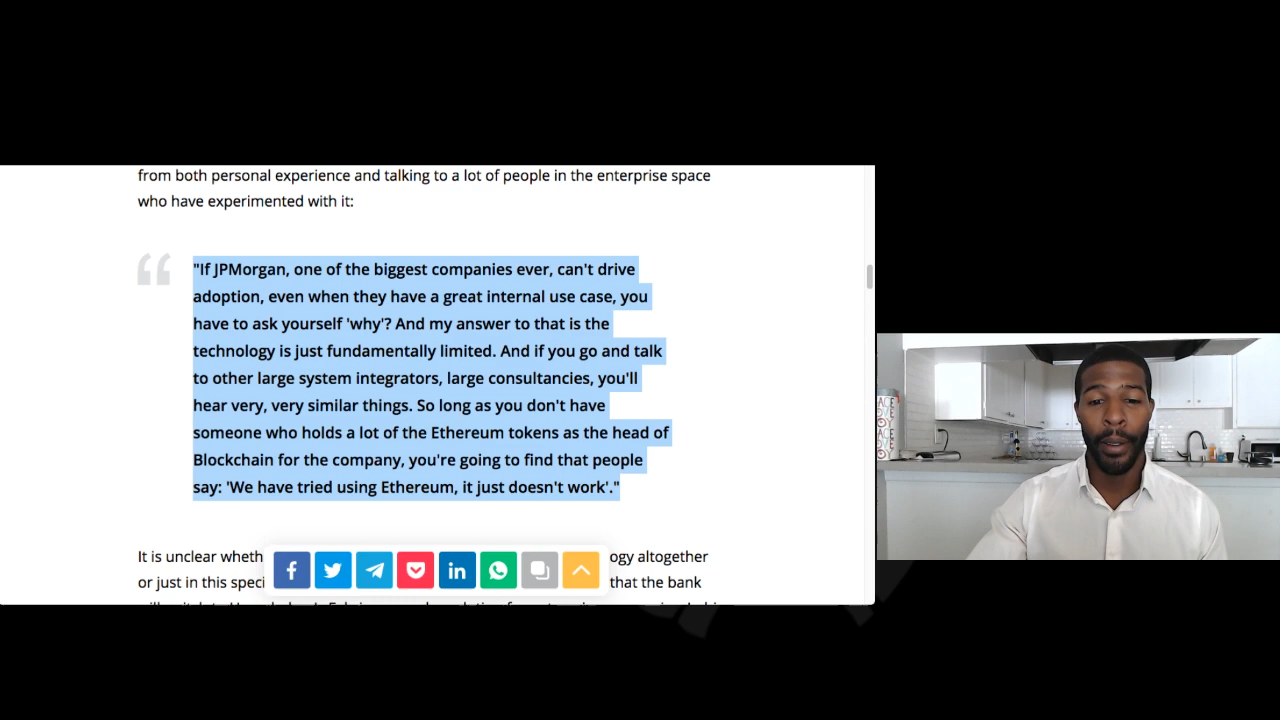 from both personal experience and talking to a lot of people in the enterprise space
who have experimented with it:
"If JPMorgan, one of the biggest companies ever, can't drive
adoption, even when they have a great internal use case, you
have to ask yourself 'why'? And my answer to that is the
technology is just fundamentally limited. And if you go and talk
to other large system integrators, large consultancies, you'll
hear very, very similar things. So long as you don't have
someone who holds a lot of the Ethereum tokens as the head of
Blockchain for the company, you're going to find that people
say: 'We have tried using Ethereum, it just doesn't work'."
It is unclear wheth ogy altogether
or just in this speci that the bank